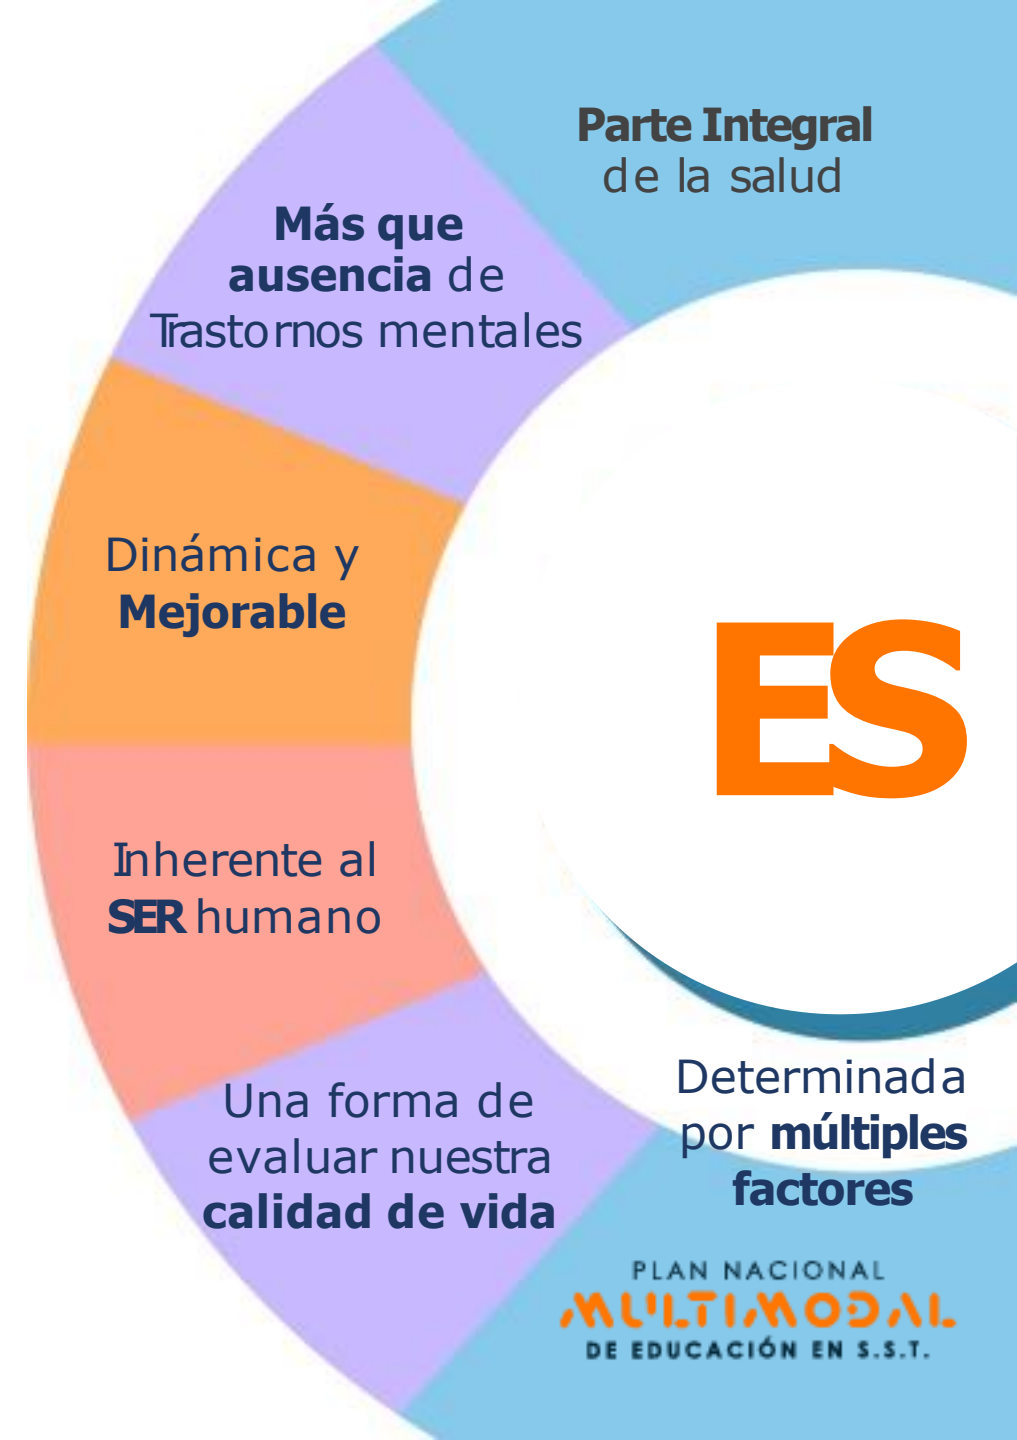 Parte Integral
de la salud
Más que
ausencia de
Trastornos mentales
Dinámica y
Mejorable
ES
Inherente al
SER humano
Una forma de
evaluar nuestra
calidad de vida
Determinada
por múltiples
factores
PLAN NACIONAL
MULTIMODAL
DE EDUCACIÓN EN S.S.T.